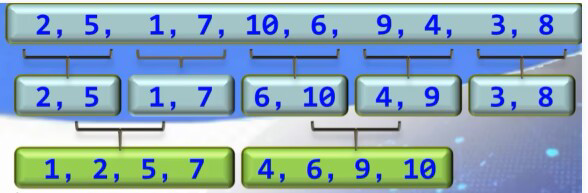 2, 5, 1, 7, 10, 6, 9, 4, 3, 8
2, 5 1, 7 6, 10 4, 9 3, 8
1, 2, 5, 7 4, 6, 9, 10